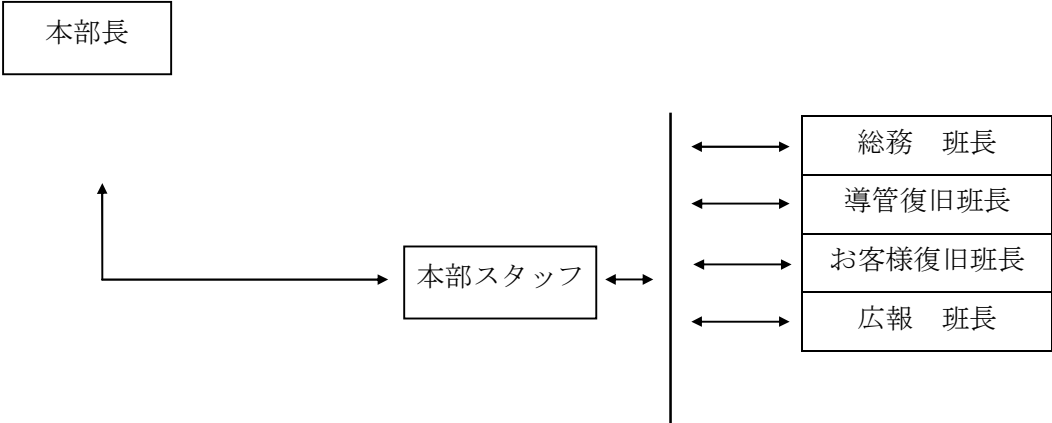 本部長
総務　班長
導管復旧班長
本部スタッフ
お客様復旧班長
広報　班長